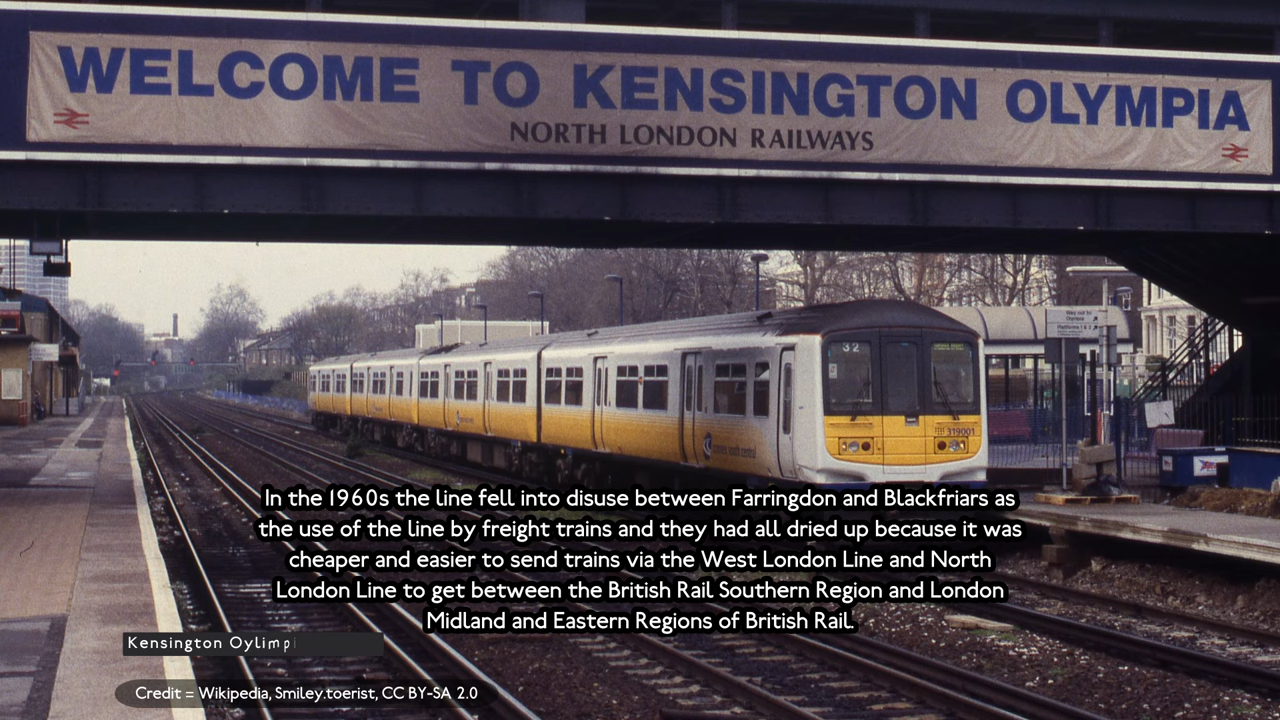 WELCOME TO KENSINGTON OLYMPIA
NORTH LONDON RAILWAYS
32
319001
In the 1960s the line fell into disuse between Farringdon and Blackfriars as
the use of the line by freight trains and they had all dried up because it was
cheaper and easier to send trains via the West London Line and North
London Line to get between the British Rail Southern Region and London
Midland and Eastern Regions of British Rail.
Kensington Oylimpi
Credit = Wikipedia, Smiley.toerist, CC BY-SA 2.0